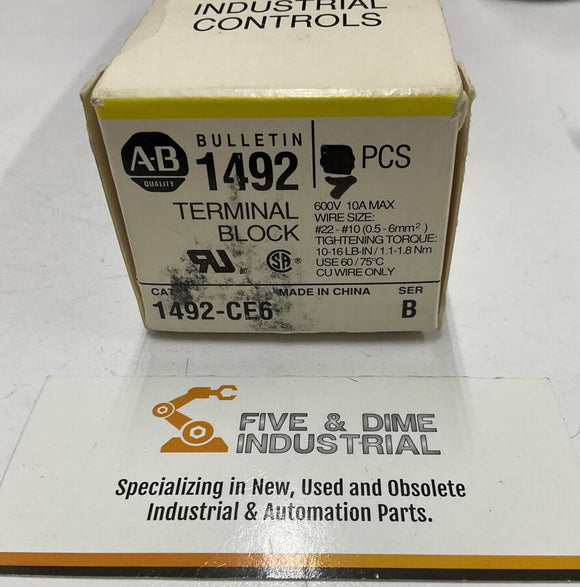 INDUSTRIAL
CONTROLS
A-B
QUALITY
BULLETIN
1492
TERMINAL
BLOCK
PCS
600V 10A MAX
WIRE SIZE:
#22 - #10 (0.5 - 6mm²)
TIGHTENING TORQUE:
10-16 LB-IN / 1.1-1.8 Nm
USE 60 / 75°C
CU WIRE ONLY
CAT
MADE IN CHINA
SER
1492-CE6
B
FIVE & DIME
INDUSTRIAL
Specializing in New, Used and Obsolete
Industrial & Automation Parts.